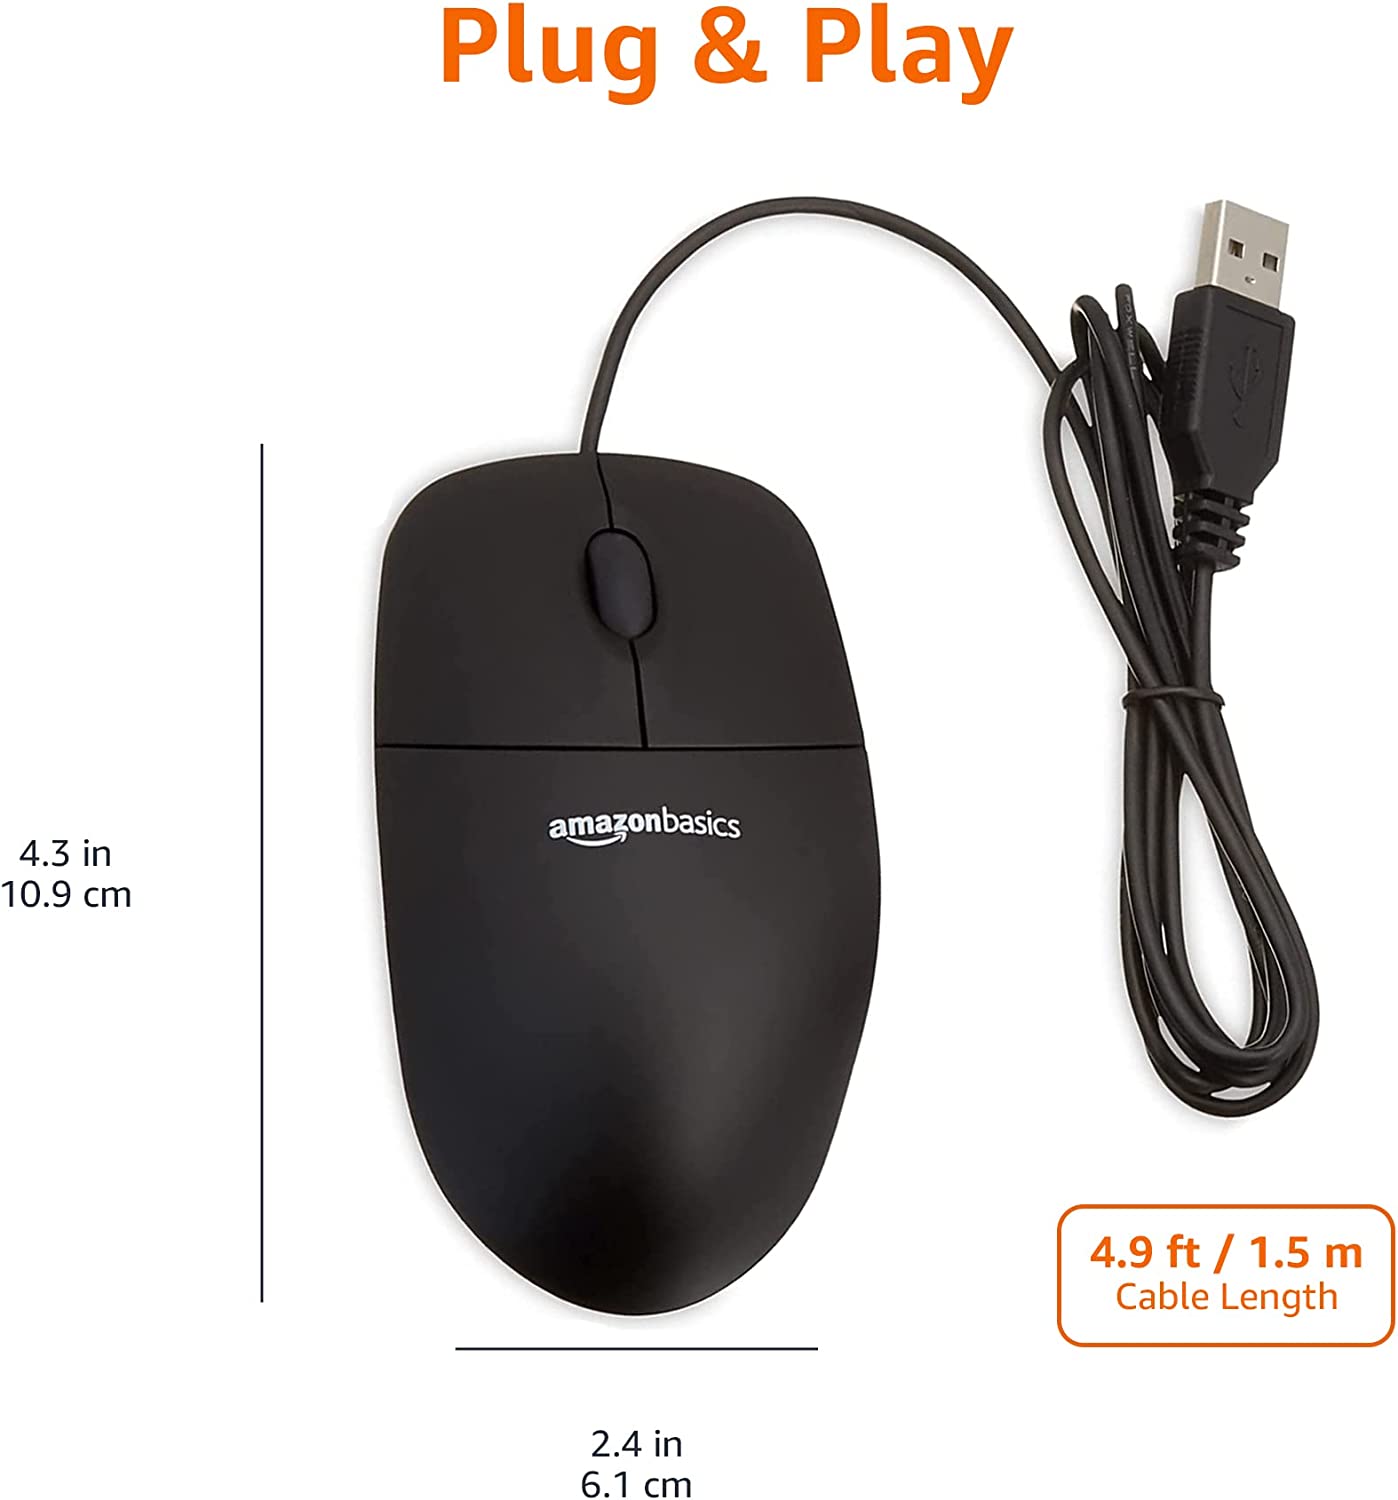 Plug & Play
FOXWELL
amazonbasics
4.3 in
10.9 cm
4.9 ft / 1.5 m
Cable Length
2.4 in
6.1 cm